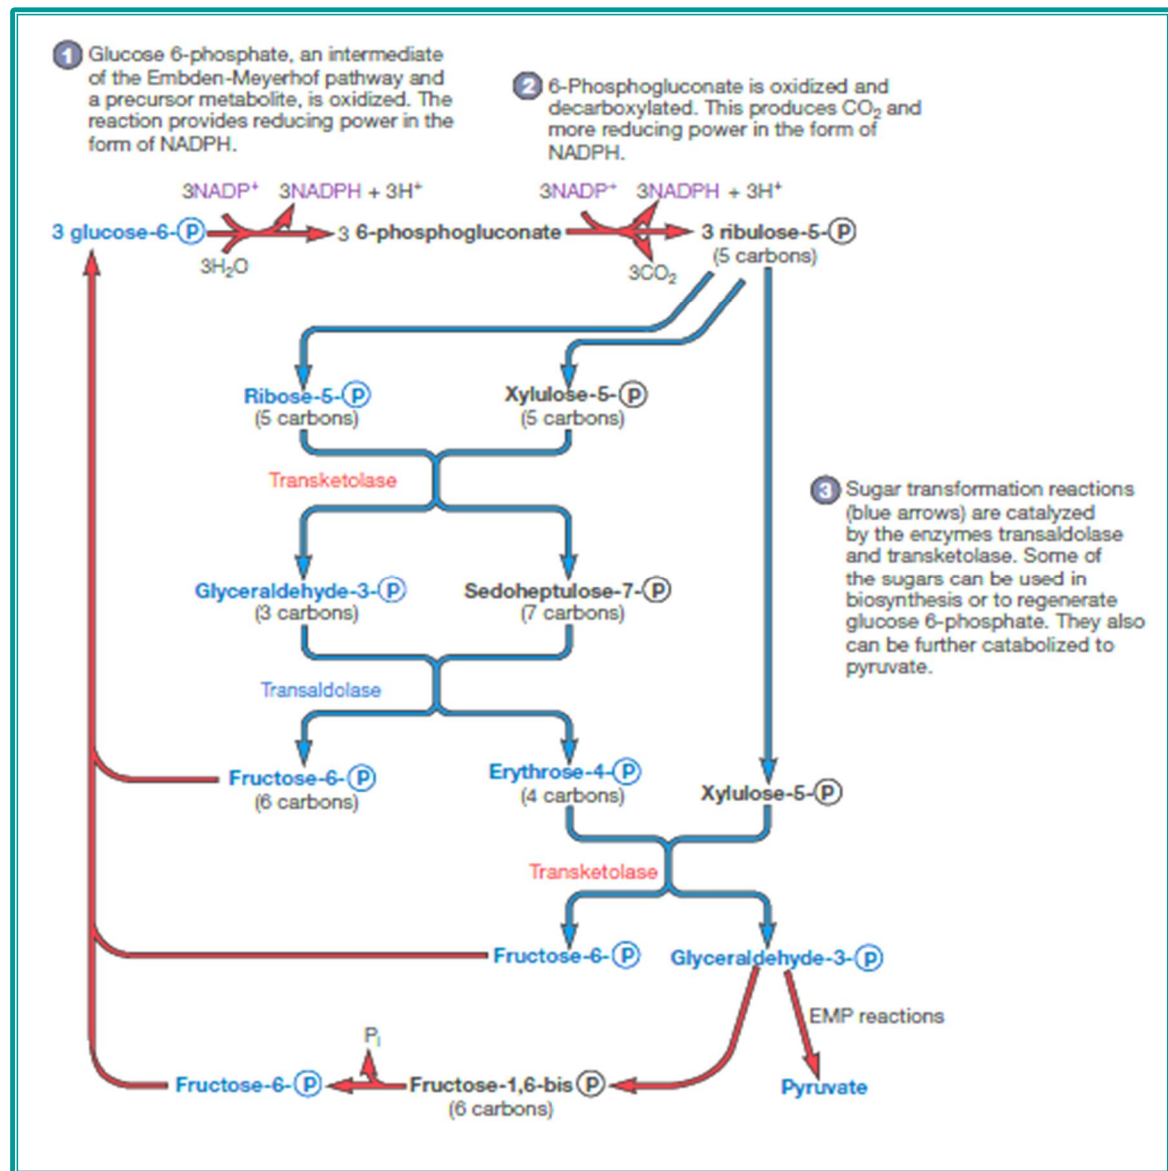 1 Glucose 6-phosphate, an intermediate
of the Embden-Meyerhof pathway and
a precursor metabolite, is oxidized. The
reaction provides reducing power in the
form of NADPH.
2 6-Phosphogluconate is oxidized and
decarboxylated. This produces CO₂ and
more reducing power in the form of
NADPH.
3NADP⁺ 3NADPH + 3H⁺
3NADP⁺ 3NADPH + 3H⁺
3 glucose-6-P
3 6-phosphogluconate
3 ribulose-5-P
(5 carbons)
3H₂O
3CO₂
Ribose-5-P
(5 carbons)
Xylulose-5-P
(5 carbons)
Transketolase
3 Sugar transformation reactions
(blue arrows) are catalyzed
by the enzymes transaldolase
and transketolase. Some of
the sugars can be used in
biosynthesis or to regenerate
glucose 6-phosphate. They also
can be further catabolized to
pyruvate.
Glyceraldehyde-3-P
(3 carbons)
Sedoheptulose-7-P
(7 carbons)
Transaldolase
Fructose-6-P
(6 carbons)
Erythrose-4-P
(4 carbons)
Xylulose-5-P
Transketolase
Fructose-6-P
Glyceraldehyde-3-P
EMP reactions
Pᵢ
Fructose-6-P
Fructose-1,6-bis P
(6 carbons)
Pyruvate